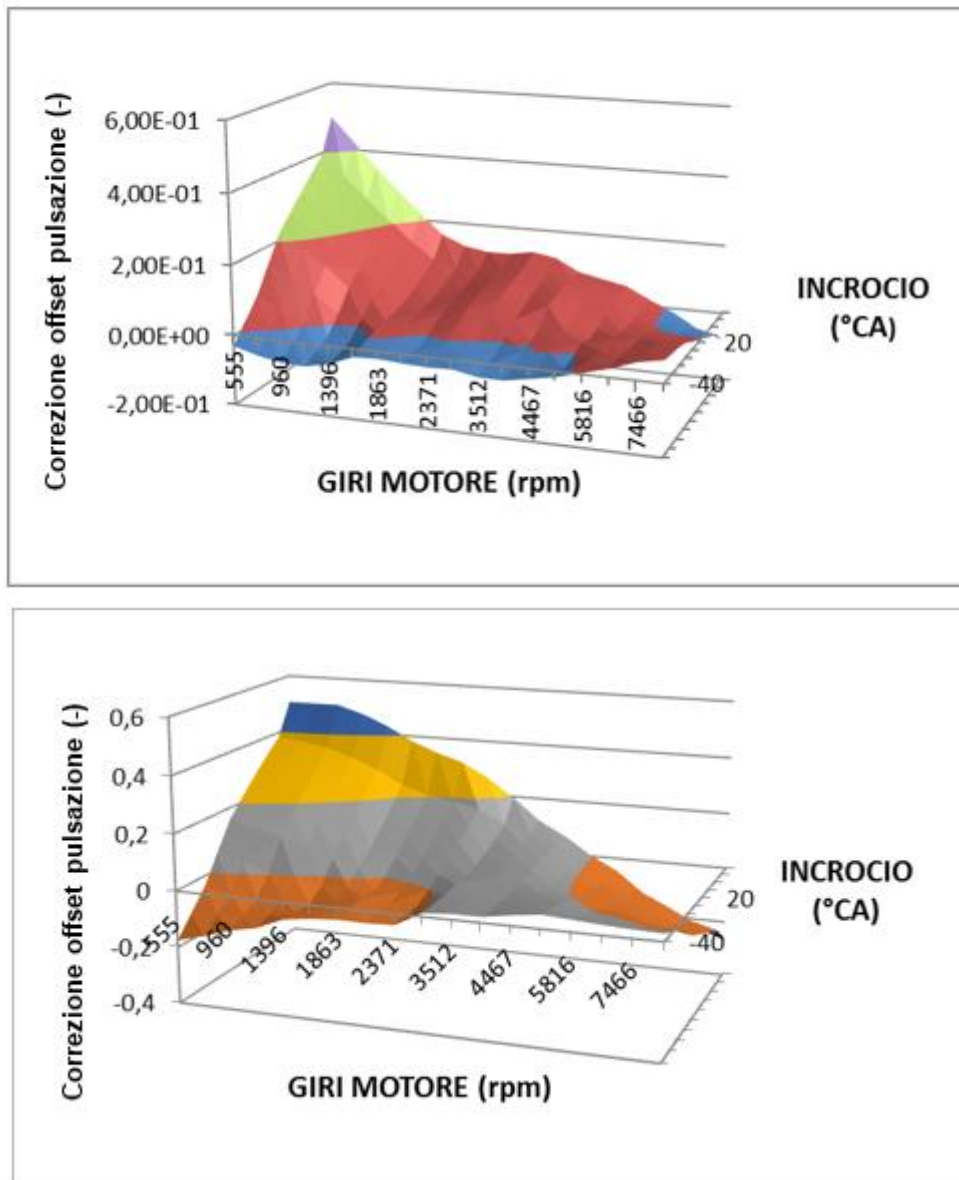 Correzione offset pulsazione (-)
6,00E-01
4,00E-01
2,00E-01
0,00E+00
-2,00E-01
555
960
1396
1863
2371
3512
4467
5816
7466
GIRI MOTORE (rpm)
INCROCIO
(°CA)
20
-40
Correzione offset pulsazione (-)
0,6
0,4
0,2
0
-0,2
-0,4
555
960
1396
1863
2371
3512
4467
5816
7466
GIRI MOTORE (rpm)
INCROCIO
(°CA)
20
-40